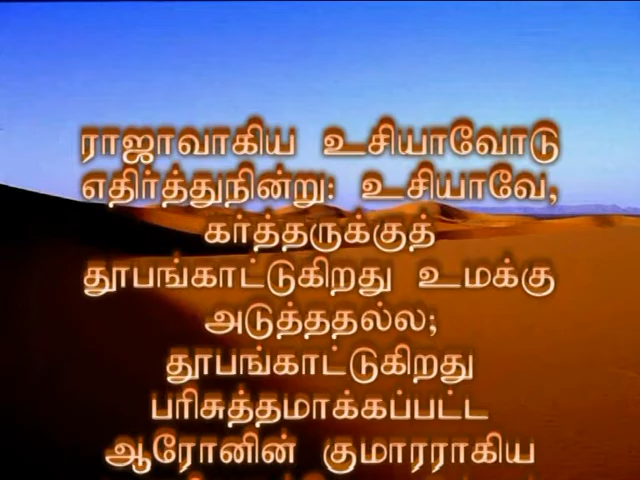 ராஜாவாகிய உசியாவோடு
எதிர்த்துநின்று: உசியாவே,
கர்த்தருக்குத்
தூபங்காட்டுகிறது உமக்கு
அடுத்ததல்ல;
தூபங்காட்டுகிறது
பரிசுத்தமாக்கப்பட்ட
ஆரோனின் குமாரராகிய